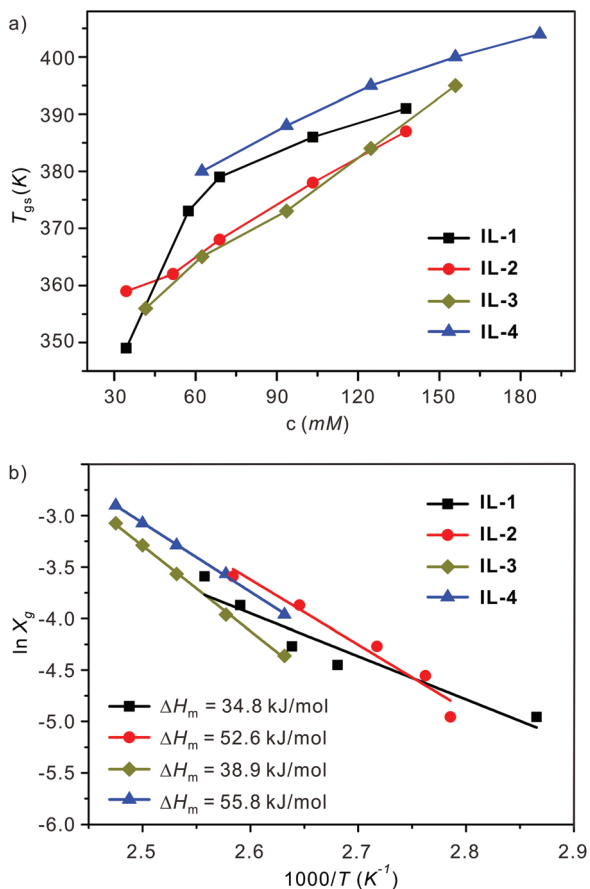 a)
400
390
380
370
360
350
T_gs (K)
IL-1
IL-2
IL-3
IL-4
30 60 90 120 150 180
c (mM)
b)
-3.0
-3.5
-4.0
-4.5
-5.0
-5.5
-6.0
ln X_g
IL-1
IL-2
IL-3
IL-4
ΔH_m = 34.8 kJ/mol
ΔH_m = 52.6 kJ/mol
ΔH_m = 38.9 kJ/mol
ΔH_m = 55.8 kJ/mol
2.5 2.6 2.7 2.8 2.9
1000/T (K⁻¹)